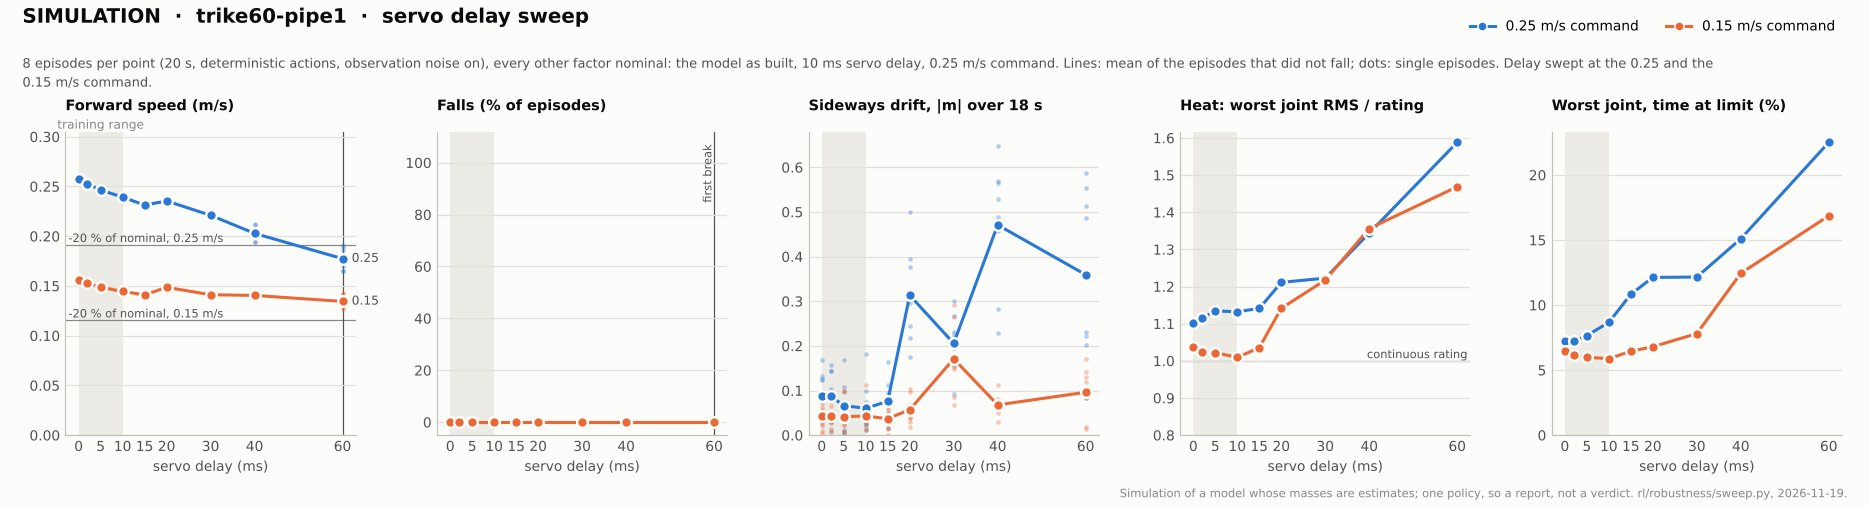 SIMULATION · trike60-pipe1 · servo delay sweep
0.25 m/s command
0.15 m/s command
8 episodes per point (20 s, deterministic actions, observation noise on), every other factor nominal: the model as built, 10 ms servo delay, 0.25 m/s command. Lines: mean of the episodes that did not fall; dots: single episodes. Delay swept at the 0.25 and the
0.15 m/s command.
Forward speed (m/s)
training range
0.30
0.25
0.20
0.15
0.10
0.05
0.00
-20 % of nominal, 0.25 m/s
-20 % of nominal, 0.15 m/s
0.25
0.15
0 5 10 15 20 30 40 60
servo delay (ms)
Falls (% of episodes)
100
80
60
40
20
0
first break
0 5 10 15 20 30 40 60
servo delay (ms)
Sideways drift, |m| over 18 s
0.6
0.5
0.4
0.3
0.2
0.1
0.0
0 5 10 15 20 30 40 60
servo delay (ms)
Heat: worst joint RMS / rating
1.6
1.5
1.4
1.3
1.2
1.1
1.0
0.9
0.8
continuous rating
0 5 10 15 20 30 40 60
servo delay (ms)
Worst joint, time at limit (%)
20
15
10
5
0
0 5 10 15 20 30 40 60
servo delay (ms)
Simulation of a model whose masses are estimates; one policy, so a report, not a verdict. rl/robustness/sweep.py, 2026-11-19.